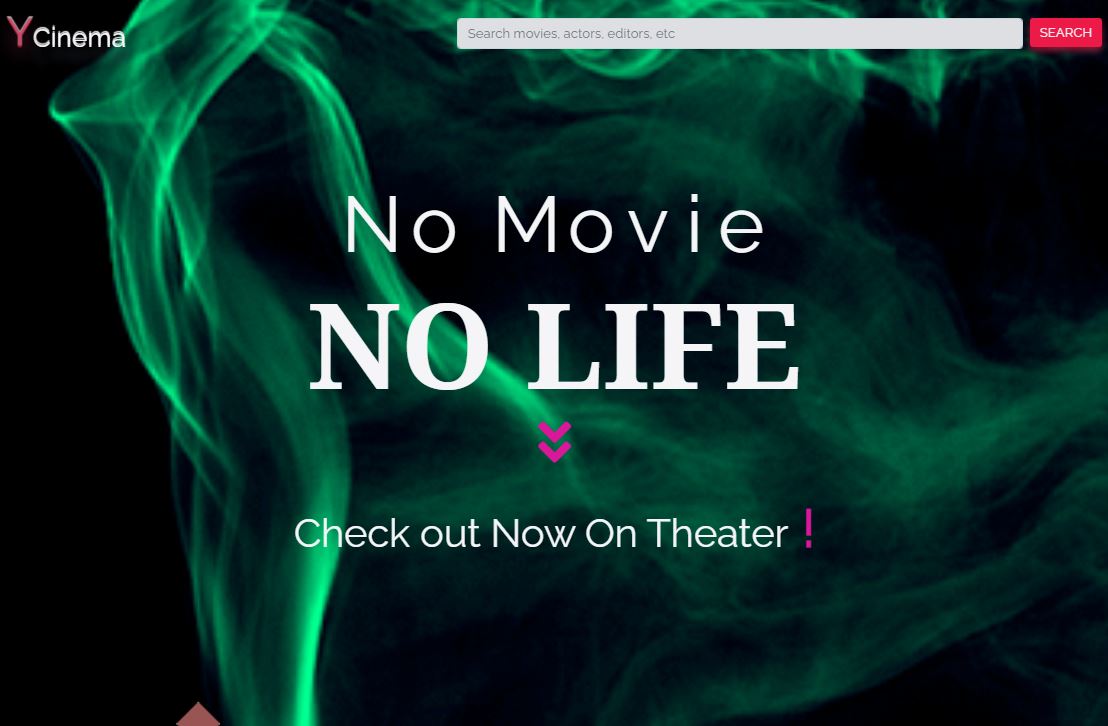 YCinema
Search movies, actors, editors, etc
SEARCH
No Movie
NO LIFE
Check out Now On Theater !